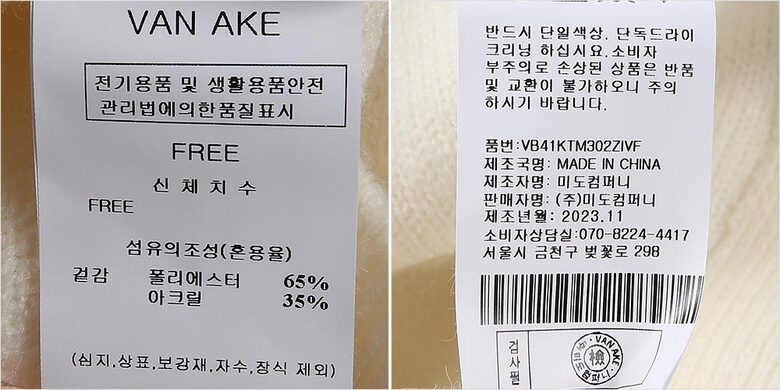 VAN AKE
전기용품 및 생활용품안전
관리법에의한품질표시
FREE
신체치수
FREE
섬유의조성(혼용율)
겉감 폴리에스터 65%
아크릴 35%
(심지,상표,보강재,자수,장식 제외)
반드시 단일색상, 단독드라이
크리닝 하십시요.소비자
부주의로 손상된 상품은 반품
및 교환이 불가하오니 주의
하시기 바랍니다.
품번:VB41KTM302ZIVF
제조국명: MADE IN CHINA
제조자명: 미도컴퍼니
판매자명: (주)미도컴퍼니
제조년월: 2023.11
소비자상담실:070-8224-4417
서울시 금천구 벚꽃로 298
검사필
VAN AKE
檢
(주)미도컴퍼니